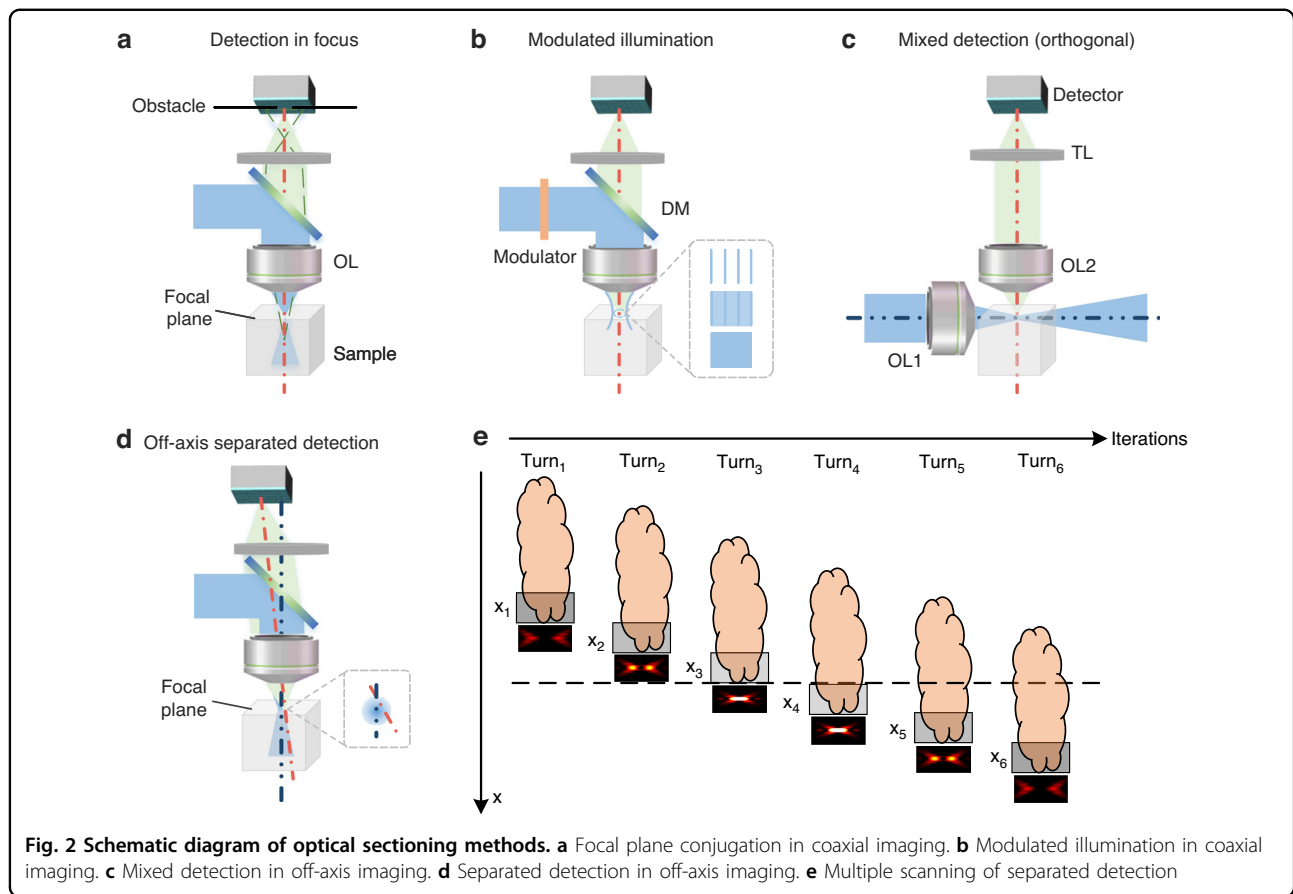 a Detection in focus
Obstacle
OL
Focal
plane
Sample
b Modulated illumination
DM
Modulator
c Mixed detection (orthogonal)
Detector
TL
OL2
OL1
d Off-axis separated detection
Focal
plane
e
Iterations
Turn₁ Turn₂ Turn₃ Turn₄ Turn₅ Turn₆
x₁
x₂
x₃
x₄
x₅
x₆
x
Fig. 2 Schematic diagram of optical sectioning methods. a Focal plane conjugation in coaxial imaging. b Modulated illumination in coaxial
imaging. c Mixed detection in off-axis imaging. d Separated detection in off-axis imaging. e Multiple scanning of separated detection